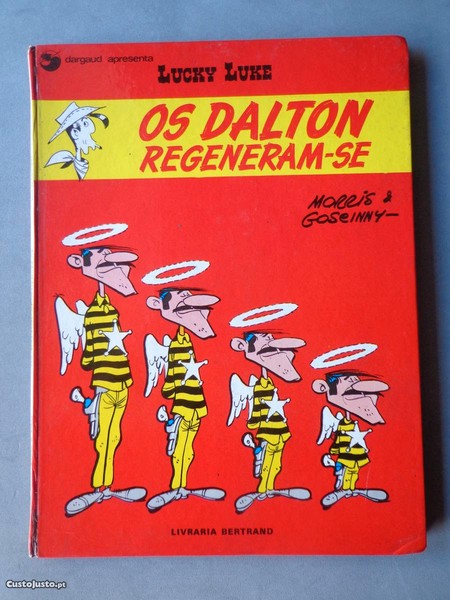 dargaud apresenta
LUCKY LUKE
OS DALTON
REGENERAM-SE
MORRIS &
GOSCINNY
LIVRARIA BERTRAND
CustoJusto.pt